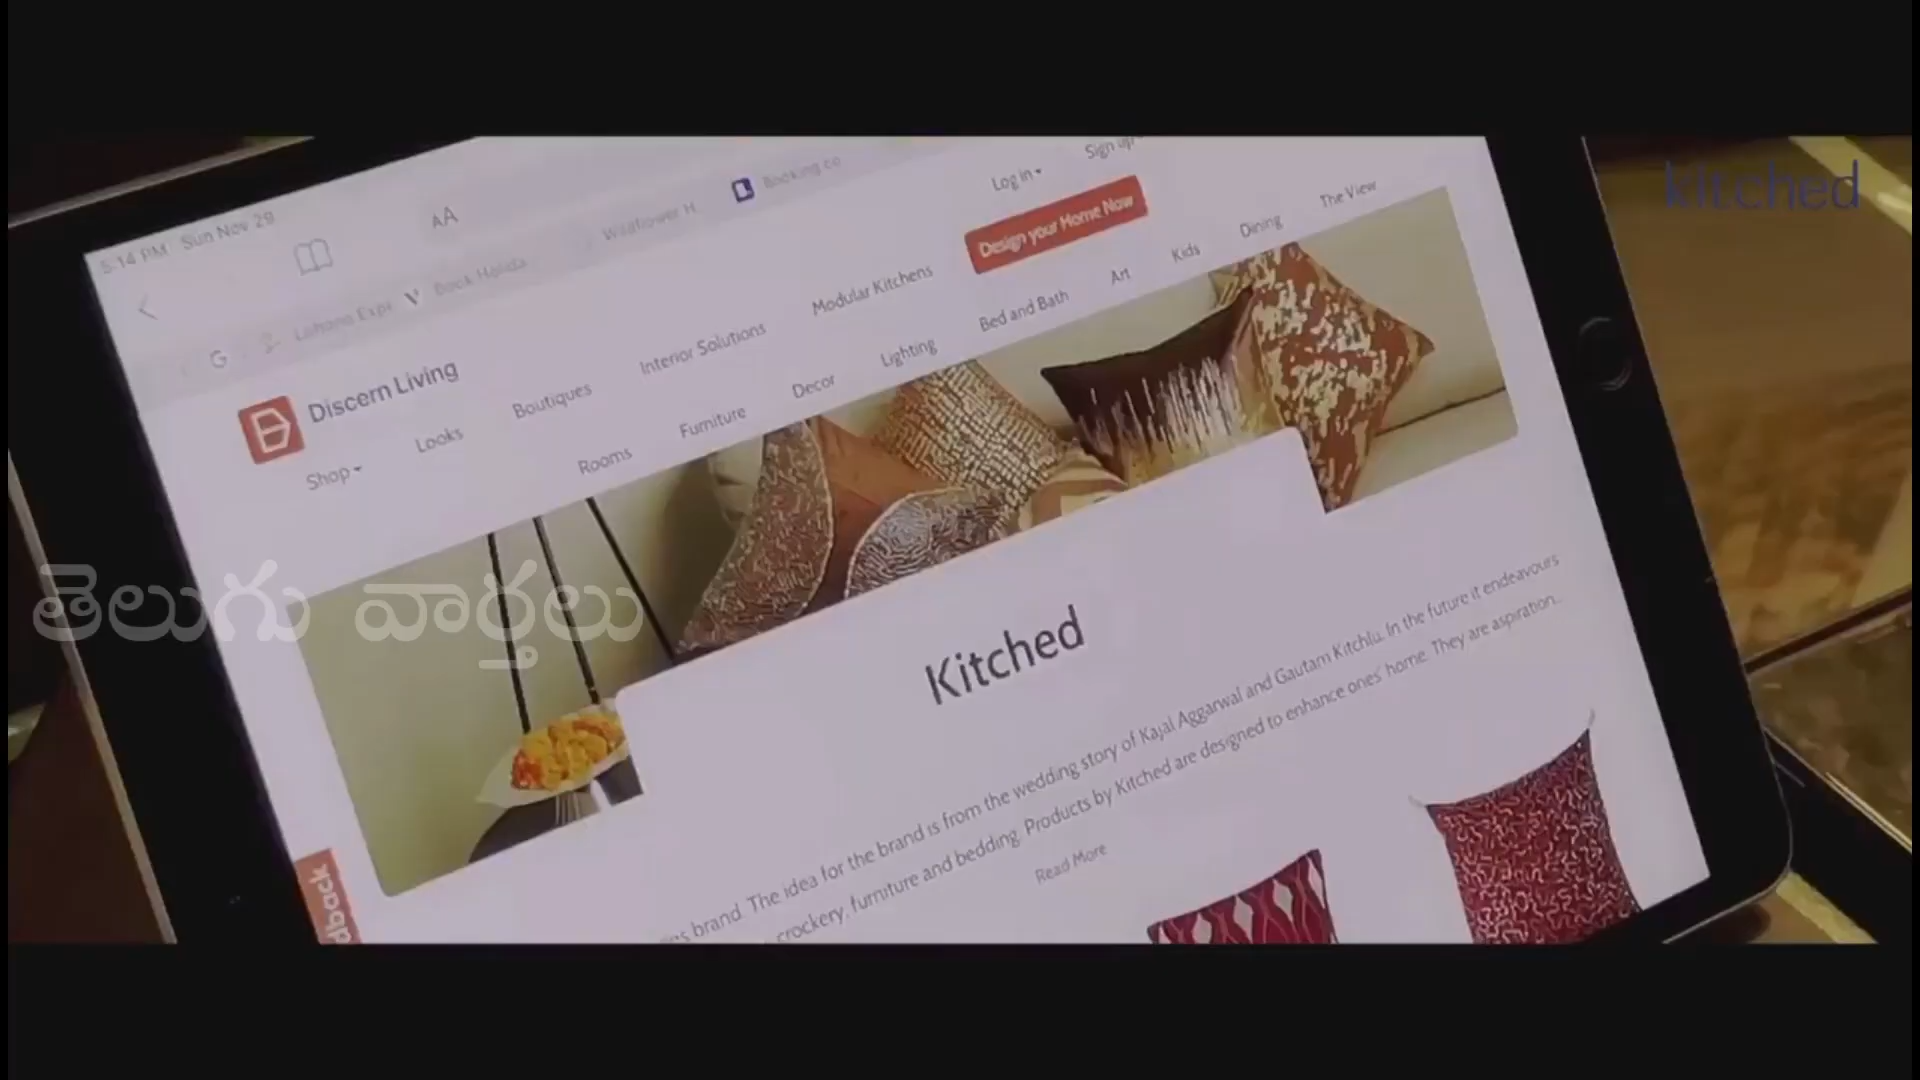 kitched
5:14 PM Sun Nov 29
AA
Book Holida
Wildflower H
Booking.co
Log in
Sign up
Discern Living
Design your Home Now
Shop
Looks
Boutiques
Interior Solutions
Modular Kitchens
Rooms
Furniture
Decor
Lighting
Bed and Bath
Art
Kids
Dining
The View
తెలుగు వార్తలు
Kitched
brand. The idea for the brand is from the wedding story of Kajal Aggarwal and Gautam Kitchlu. In the future it endeavours
crockery, furniture and bedding. Products by Kitched are designed to enhance ones' home. They are aspiration...
Read More
dback